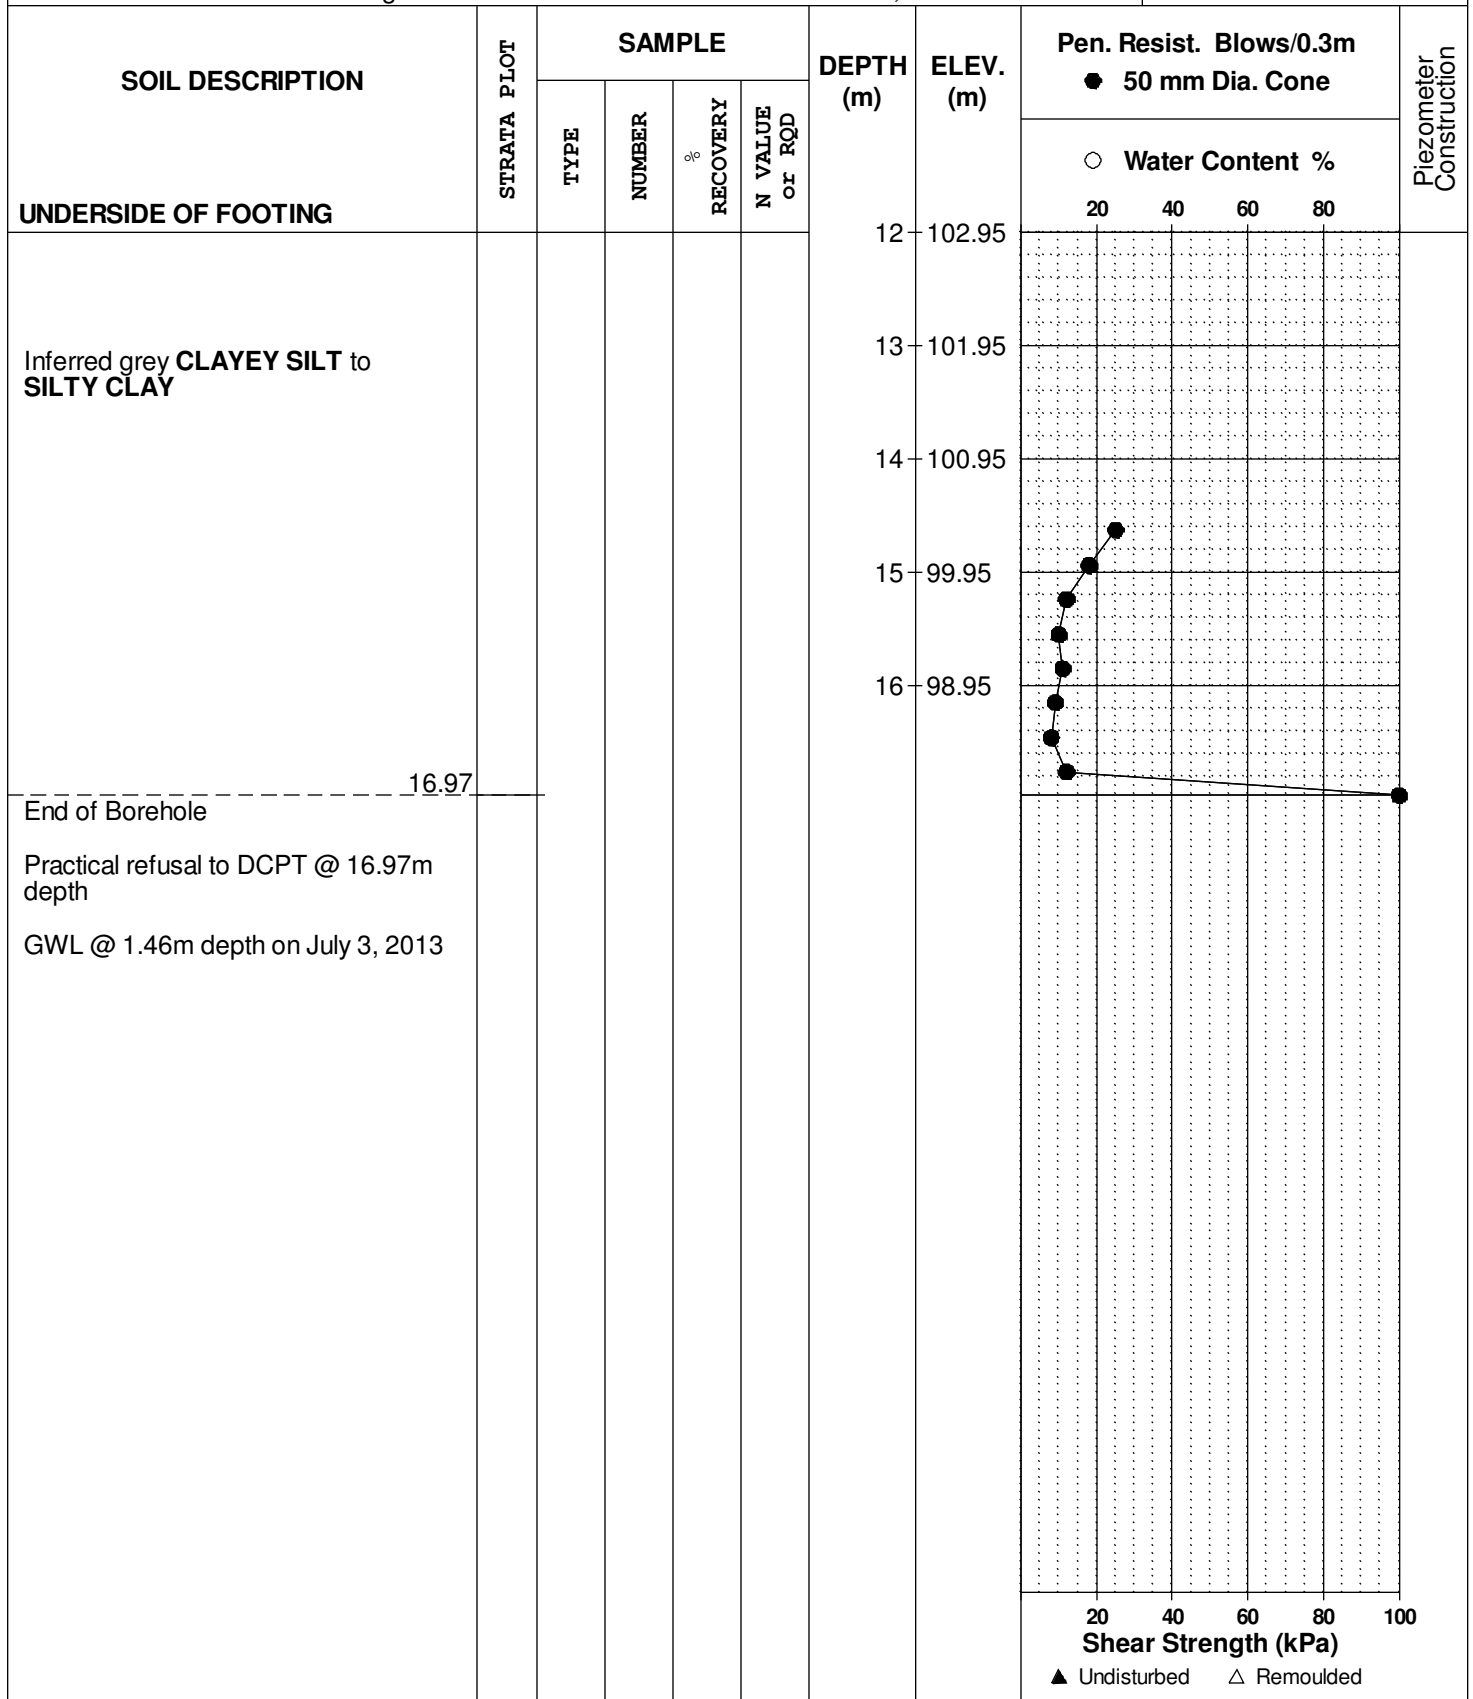 SOIL DESCRIPTION
UNDERSIDE OF FOOTING
STRATA PLOT
SAMPLE
TYPE
NUMBER
%
RECOVERY
N VALUE
or RQD
DEPTH
(m)
ELEV.
(m)
Pen. Resist. Blows/0.3m
● 50 mm Dia. Cone
○ Water Content %
20 40 60 80
Piezometer
Construction
12 102.95
Inferred grey CLAYEY SILT to
SILTY CLAY
13 101.95
14 100.95
15 99.95
16 98.95
16.97
End of Borehole
Practical refusal to DCPT @ 16.97m
depth
GWL @ 1.46m depth on July 3, 2013
20 40 60 80 100
Shear Strength (kPa)
▲ Undisturbed △ Remoulded